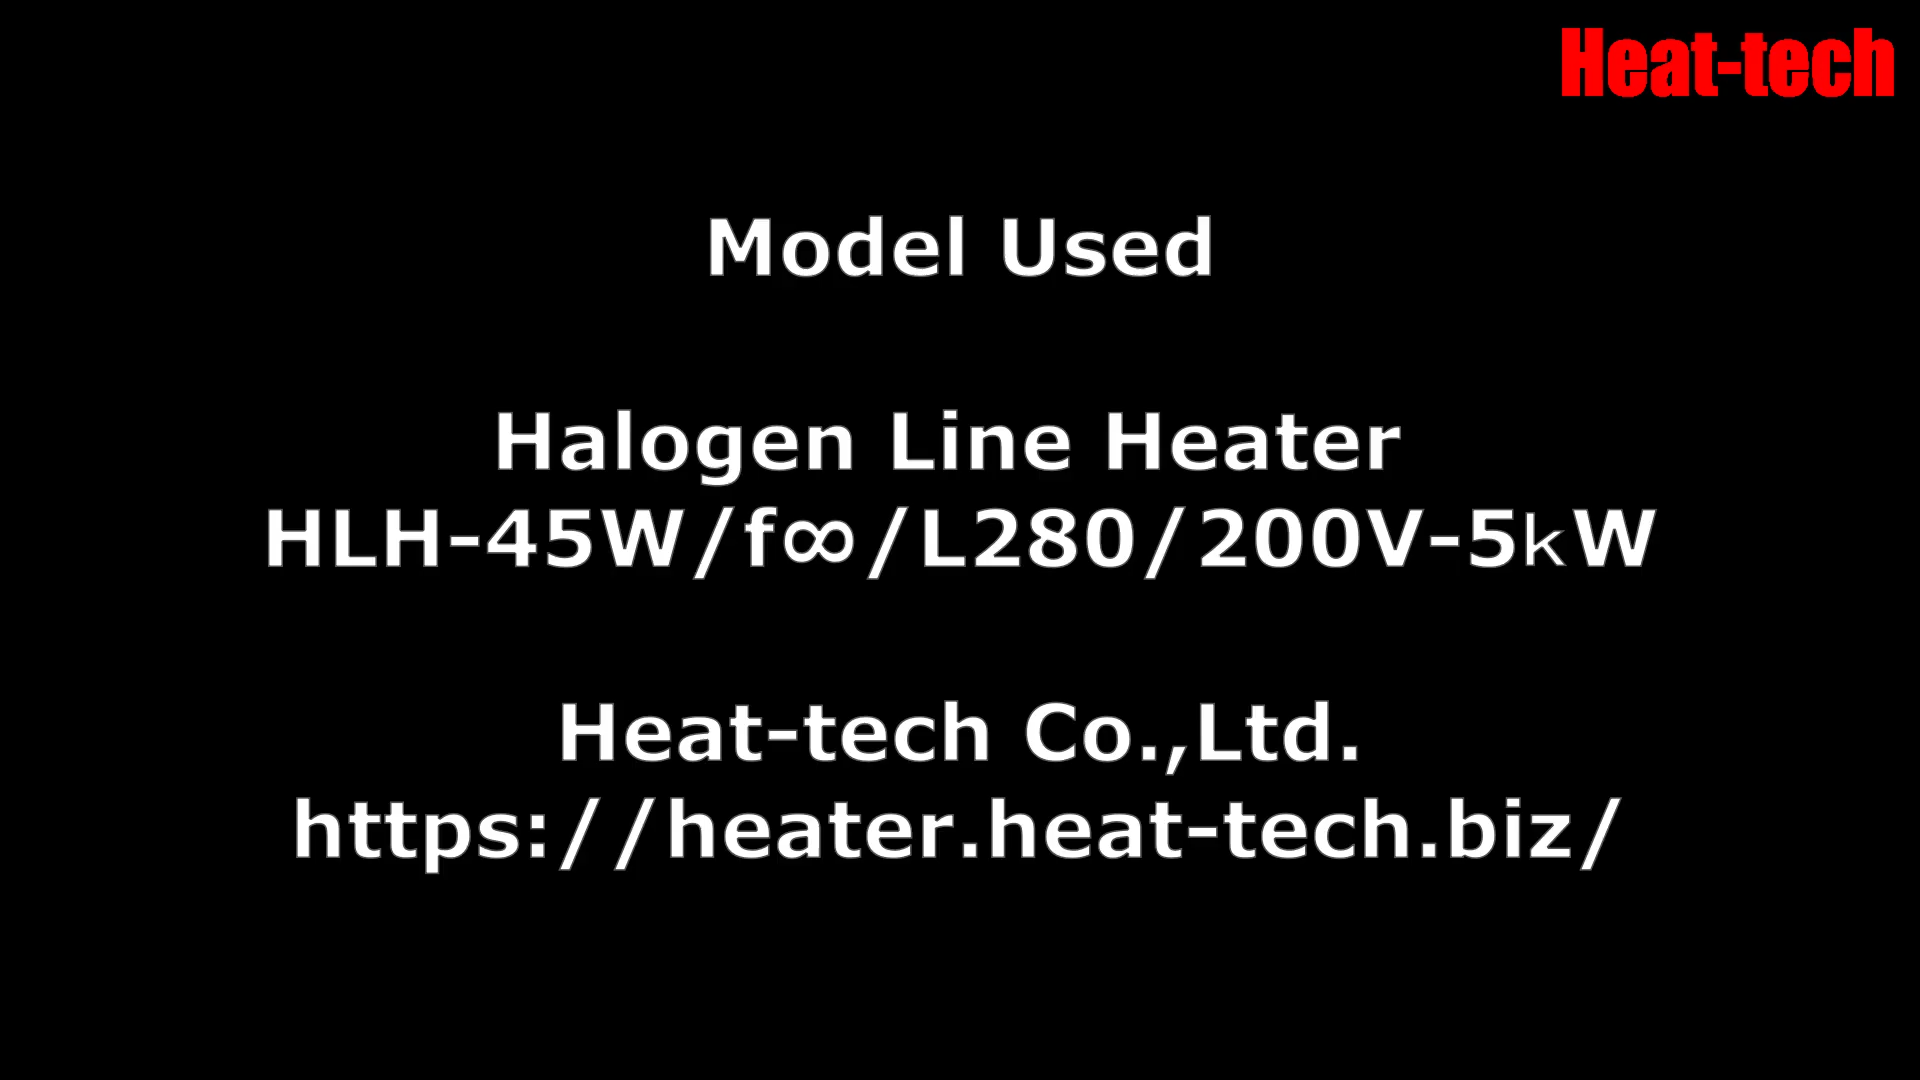 Heat-tech
Model Used
Halogen Line Heater
HLH-45W/f∞/L280/200V-5kW
Heat-tech Co.,Ltd.
https://heater.heat-tech.biz/